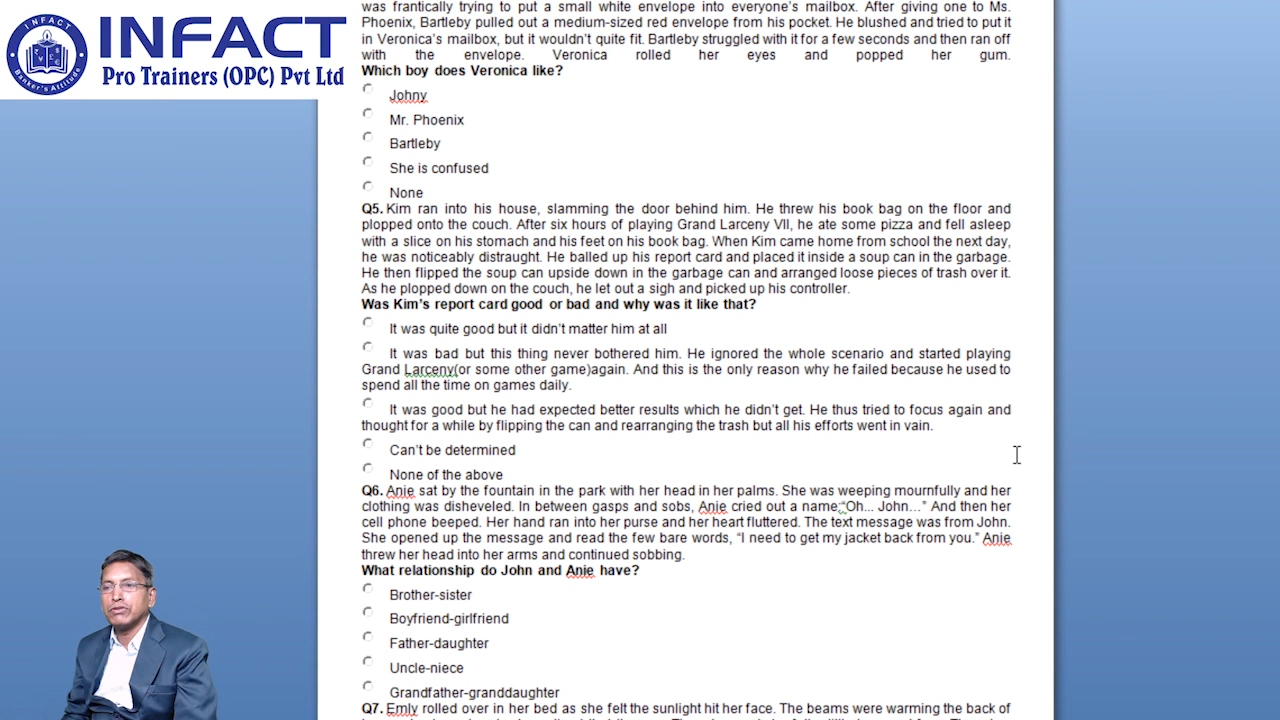 was frantically trying to put a small white envelope into everyone's mailbox. After giving one to Ms.
Phoenix, Bartleby pulled out a medium-sized red envelope from his pocket. He blushed and tried to put it
in Veronica's mailbox, but it wouldn't quite fit. Bartleby struggled with it for a few seconds and then ran off
with the envelope. Veronica rolled her eyes and popped her gum.
INFACT
Pro Trainers (OPC) Pvt Ltd
INFACT
Banker's Attitude
Which boy does Veronica like?
Johny
Mr. Phoenix
Bartleby
She is confused
None
Q5. Kim ran into his house, slamming the door behind him. He threw his book bag on the floor and
plopped onto the couch. After six hours of playing Grand Larceny VII, he ate some pizza and fell asleep
with a slice on his stomach and his feet on his book bag. When Kim came home from school the next day,
he was noticeably distraught. He balled up his report card and placed it inside a soup can in the garbage.
He then flipped the soup can upside down in the garbage can and arranged loose pieces of trash over it.
As he plopped down on the couch, he let out a sigh and picked up his controller.
Was Kim's report card good or bad and why was it like that?
It was quite good but it didn't matter him at all
It was bad but this thing never bothered him. He ignored the whole scenario and started playing
Grand Larceny(or some other game)again. And this is the only reason why he failed because he used to
spend all the time on games daily.
It was good but he had expected better results which he didn't get. He thus tried to focus again and
thought for a while by flipping the can and rearranging the trash but all his efforts went in vain.
Can't be determined
None of the above
Q6. Anie sat by the fountain in the park with her head in her palms. She was weeping mournfully and her
clothing was disheveled. In between gasps and sobs, Anie cried out a name;"Oh... John…" And then her
cell phone beeped. Her hand ran into her purse and her heart fluttered. The text message was from John.
She opened up the message and read the few bare words, "I need to get my jacket back from you." Anie
threw her head into her arms and continued sobbing.
What relationship do John and Anie have?
Brother-sister
Boyfriend-girlfriend
Father-daughter
Uncle-niece
Grandfather-granddaughter
Q7. Emly rolled over in her bed as she felt the sunlight hit her face. The beams were warming the back of